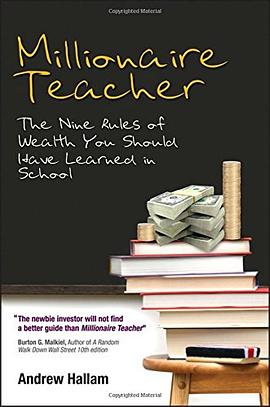 Copyrighted Material
Millionaire
Teacher
The Nine Rules of
Wealth You Should
Have Learned in
School
"The newbie investor will not find
a better guide than Millionaire Teacher"
Burton G. Malkiel, Author of A Random
Walk Down Wall Street 10th edition
Andrew Hallam
Copyrighted Material